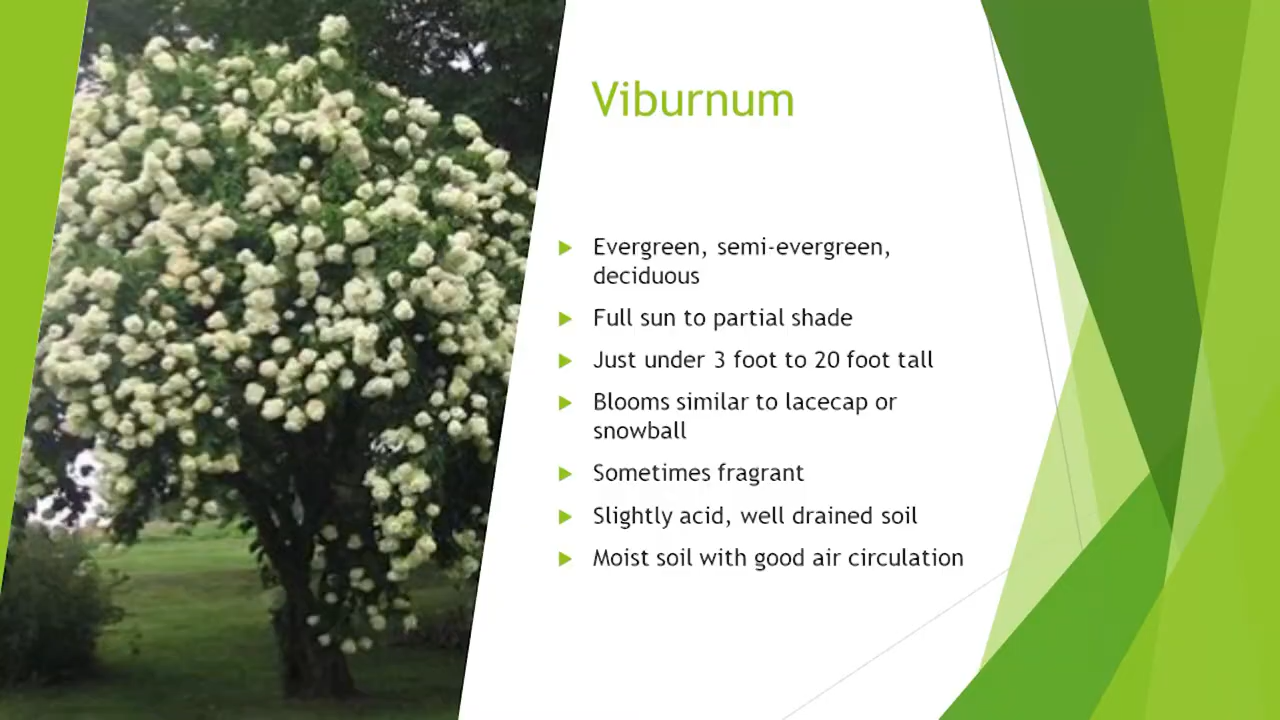 Viburnum
Evergreen, semi-evergreen,
deciduous
Full sun to partial shade
Just under 3 foot to 20 foot tall
Blooms similar to lacecap or
snowball
Sometimes fragrant
Slightly acid, well drained soil
Moist soil with good air circulation